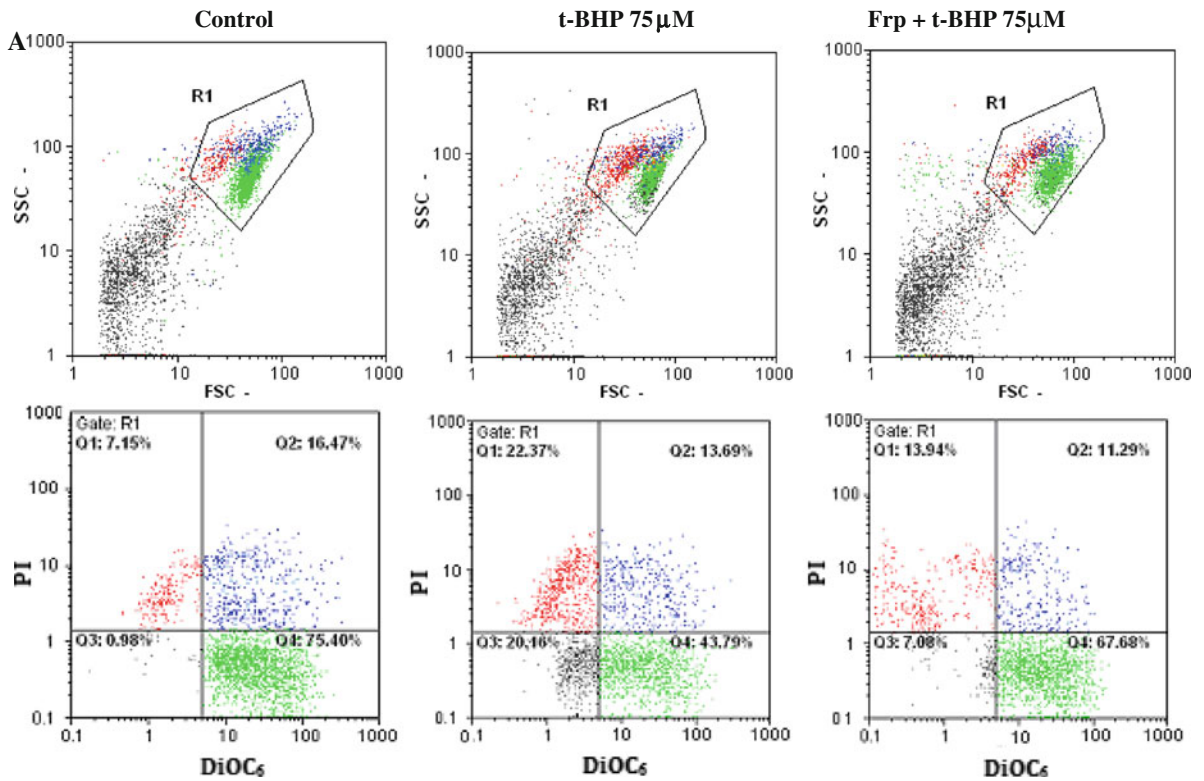 A
Control
t-BHP 75µM
Frp + t-BHP 75µM
1000
100
10
1
SSC -
R1
1
10
100
1000
FSC -
1000
100
10
1
SSC -
R1
1
10
100
1000
FSC -
1000
100
10
1
SSC -
R1
1
10
100
1000
FSC -
1000
100
10
1
0.1
PI
Gate: R1
Q1: 7.15%
Q2: 16.47%
Q3: 0.98%
Q4: 75.40%
0.1
1
10
100
1000
DiOC₆
1000
100
10
1
0.1
PI
Gate: R1
Q1: 22.37%
Q2: 13.69%
Q3: 20.16%
Q4: 43.79%
0.1
1
10
100
1000
DiOC₆
1000
100
10
1
0.1
PI
Gate: R1
Q1: 13.94%
Q2: 11.29%
Q3: 7.08%
Q4: 67.68%
0.1
1
10
100
1000
DiOC₆